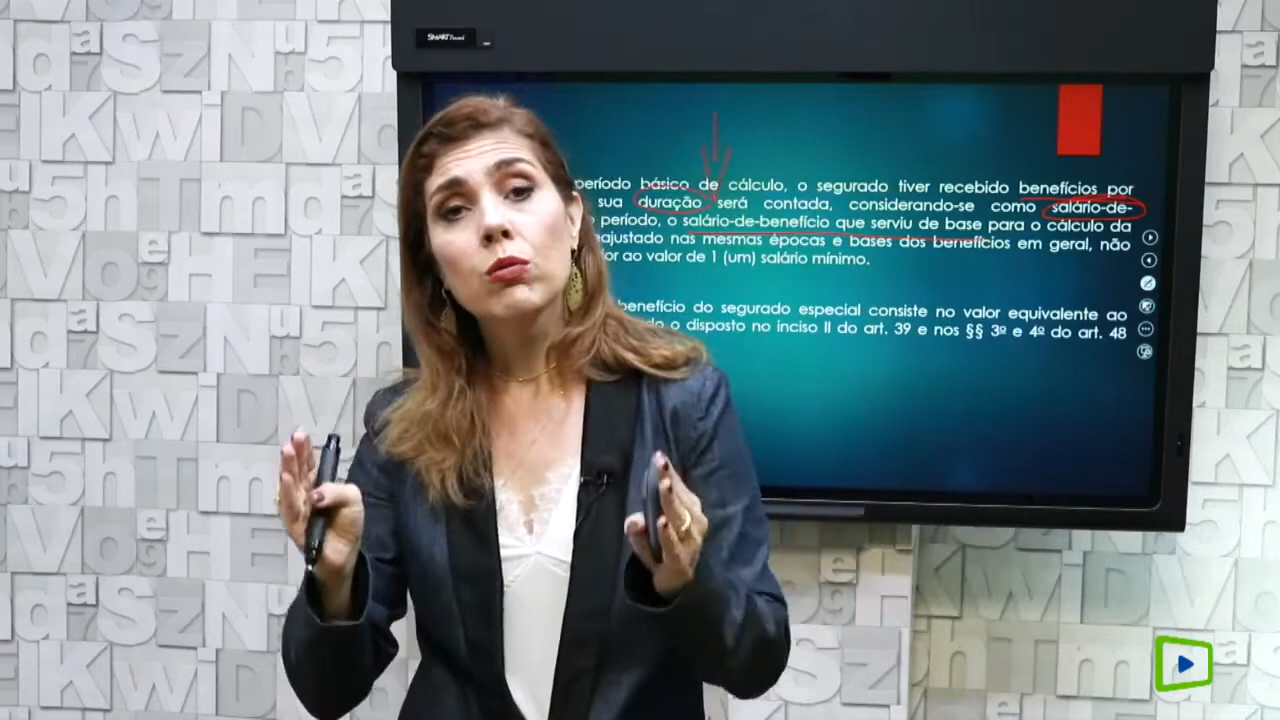 SMART Board
período básico de cálculo, o segurado tiver recebido benefícios por
sua duração será contada, considerando-se como salário-de-
período, o salário-de-benefício que serviu de base para o cálculo da
ajustado nas mesmas épocas e bases dos benefícios em geral, não
or ao valor de 1 (um) salário mínimo.
benefício do segurado especial consiste no valor equivalente ao
o disposto no inciso II do art. 39 e nos §§ 3º e 4º do art. 48